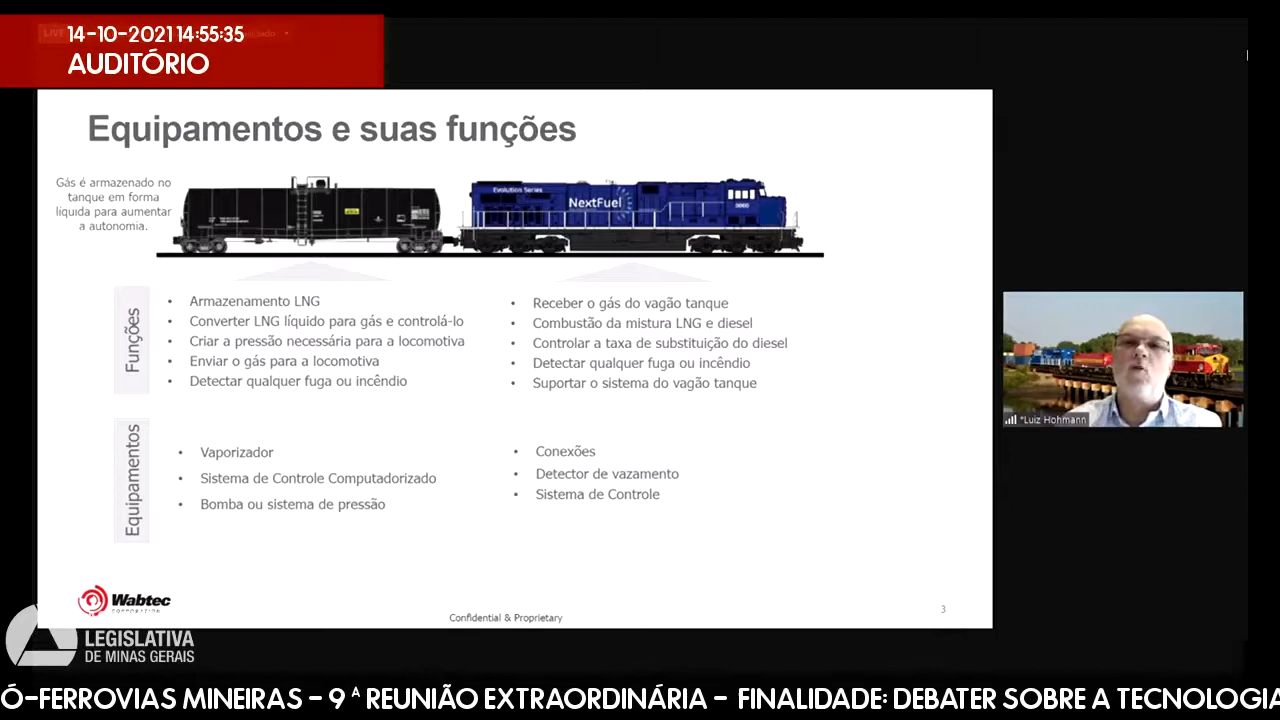 LIVE
14-10-2021 14:55:35
AUDITÓRIO
Equipamentos e suas funções
Gás é armazenado no
tanque em forma
líquida para aumentar
a autonomia.
Evolution Series
NextFuel
Funções
• Armazenamento LNG
• Converter LNG líquido para gás e controlá-lo
• Criar a pressão necessária para a locomotiva
• Enviar o gás para a locomotiva
• Detectar qualquer fuga ou incêndio
• Receber o gás do vagão tanque
• Combustão da mistura LNG e diesel
• Controlar a taxa de substituição do diesel
• Detectar qualquer fuga ou incêndio
• Suportar o sistema do vagão tanque
Equipamentos
• Vaporizador
• Sistema de Controle Computadorizado
• Bomba ou sistema de pressão
• Conexões
• Detector de vazamento
• Sistema de Controle
Wabtec
CORPORATION
Confidential & Proprietary
3
*Luiz Hohmann
LEGISLATIVA
DE MINAS GERAIS
Ó-FERROVIAS MINEIRAS - 9ª REUNIÃO EXTRAORDINÁRIA - FINALIDADE: DEBATER SOBRE A TECNOLOGIA